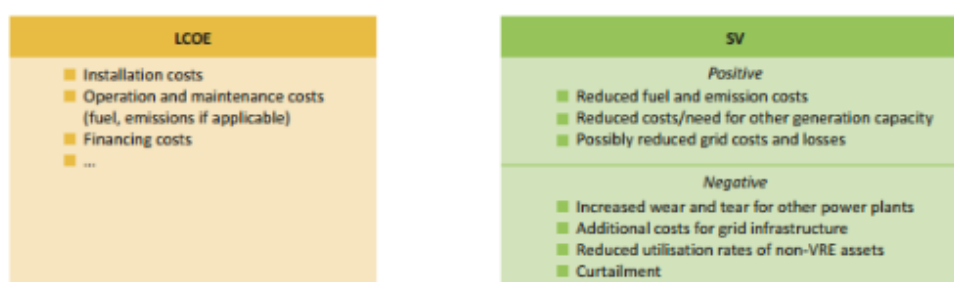 LCOE
Installation costs
Operation and maintenance costs
(fuel, emissions if applicable)
Financing costs
...
SV
Positive
Reduced fuel and emission costs
Reduced costs/need for other generation capacity
Possibly reduced grid costs and losses
Negative
Increased wear and tear for other power plants
Additional costs for grid infrastructure
Reduced utilisation rates of non-VRE assets
Curtailment